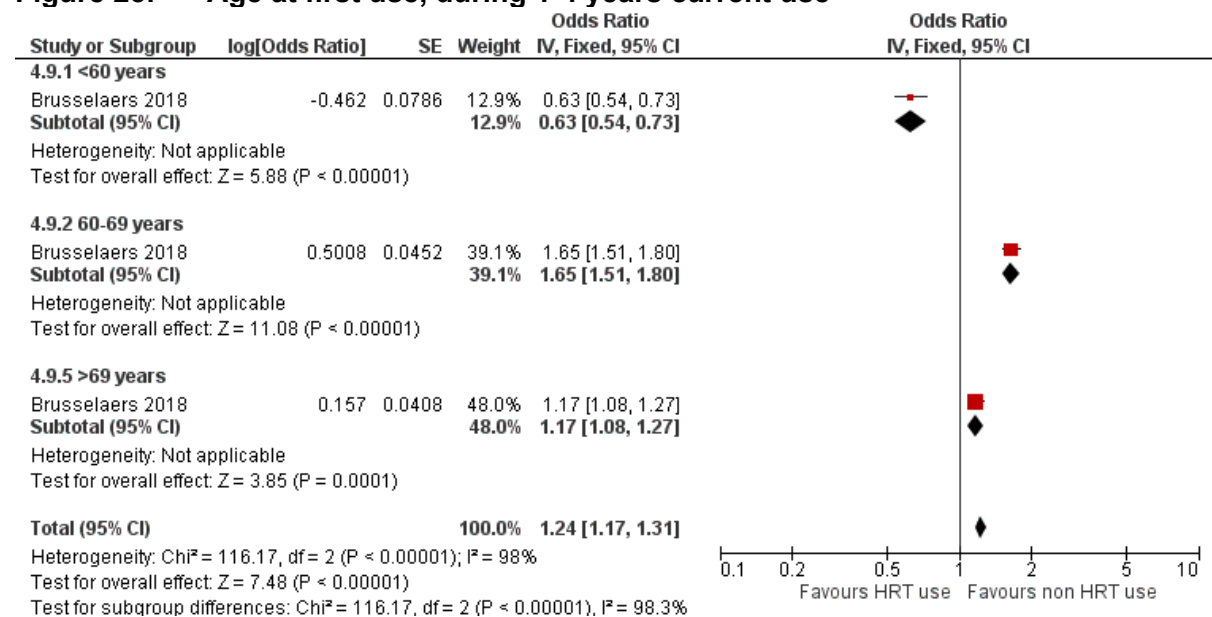 Odds Ratio Odds Ratio
Study or Subgroup log[Odds Ratio] SE Weight IV, Fixed, 95% CI IV, Fixed, 95% CI
4.9.1 <60 years
Brusselaers 2018 -0.462 0.0786 12.9% 0.63 [0.54, 0.73]
Subtotal (95% CI) 12.9% 0.63 [0.54, 0.73]
Heterogeneity: Not applicable
Test for overall effect: Z = 5.88 (P < 0.00001)
4.9.2 60-69 years
Brusselaers 2018 0.5008 0.0452 39.1% 1.65 [1.51, 1.80]
Subtotal (95% CI) 39.1% 1.65 [1.51, 1.80]
Heterogeneity: Not applicable
Test for overall effect: Z = 11.08 (P < 0.00001)
4.9.5 >69 years
Brusselaers 2018 0.157 0.0408 48.0% 1.17 [1.08, 1.27]
Subtotal (95% CI) 48.0% 1.17 [1.08, 1.27]
Heterogeneity: Not applicable
Test for overall effect: Z = 3.85 (P = 0.0001)
Total (95% CI) 100.0% 1.24 [1.17, 1.31]
Heterogeneity: Chi² = 116.17, df = 2 (P < 0.00001); I² = 98%
Test for overall effect: Z = 7.48 (P < 0.00001)
Test for subgroup differences: Chi² = 116.17, df = 2 (P < 0.00001), I² = 98.3%
0.1 0.2 0.5 1 2 5 10
Favours HRT use Favours non HRT use